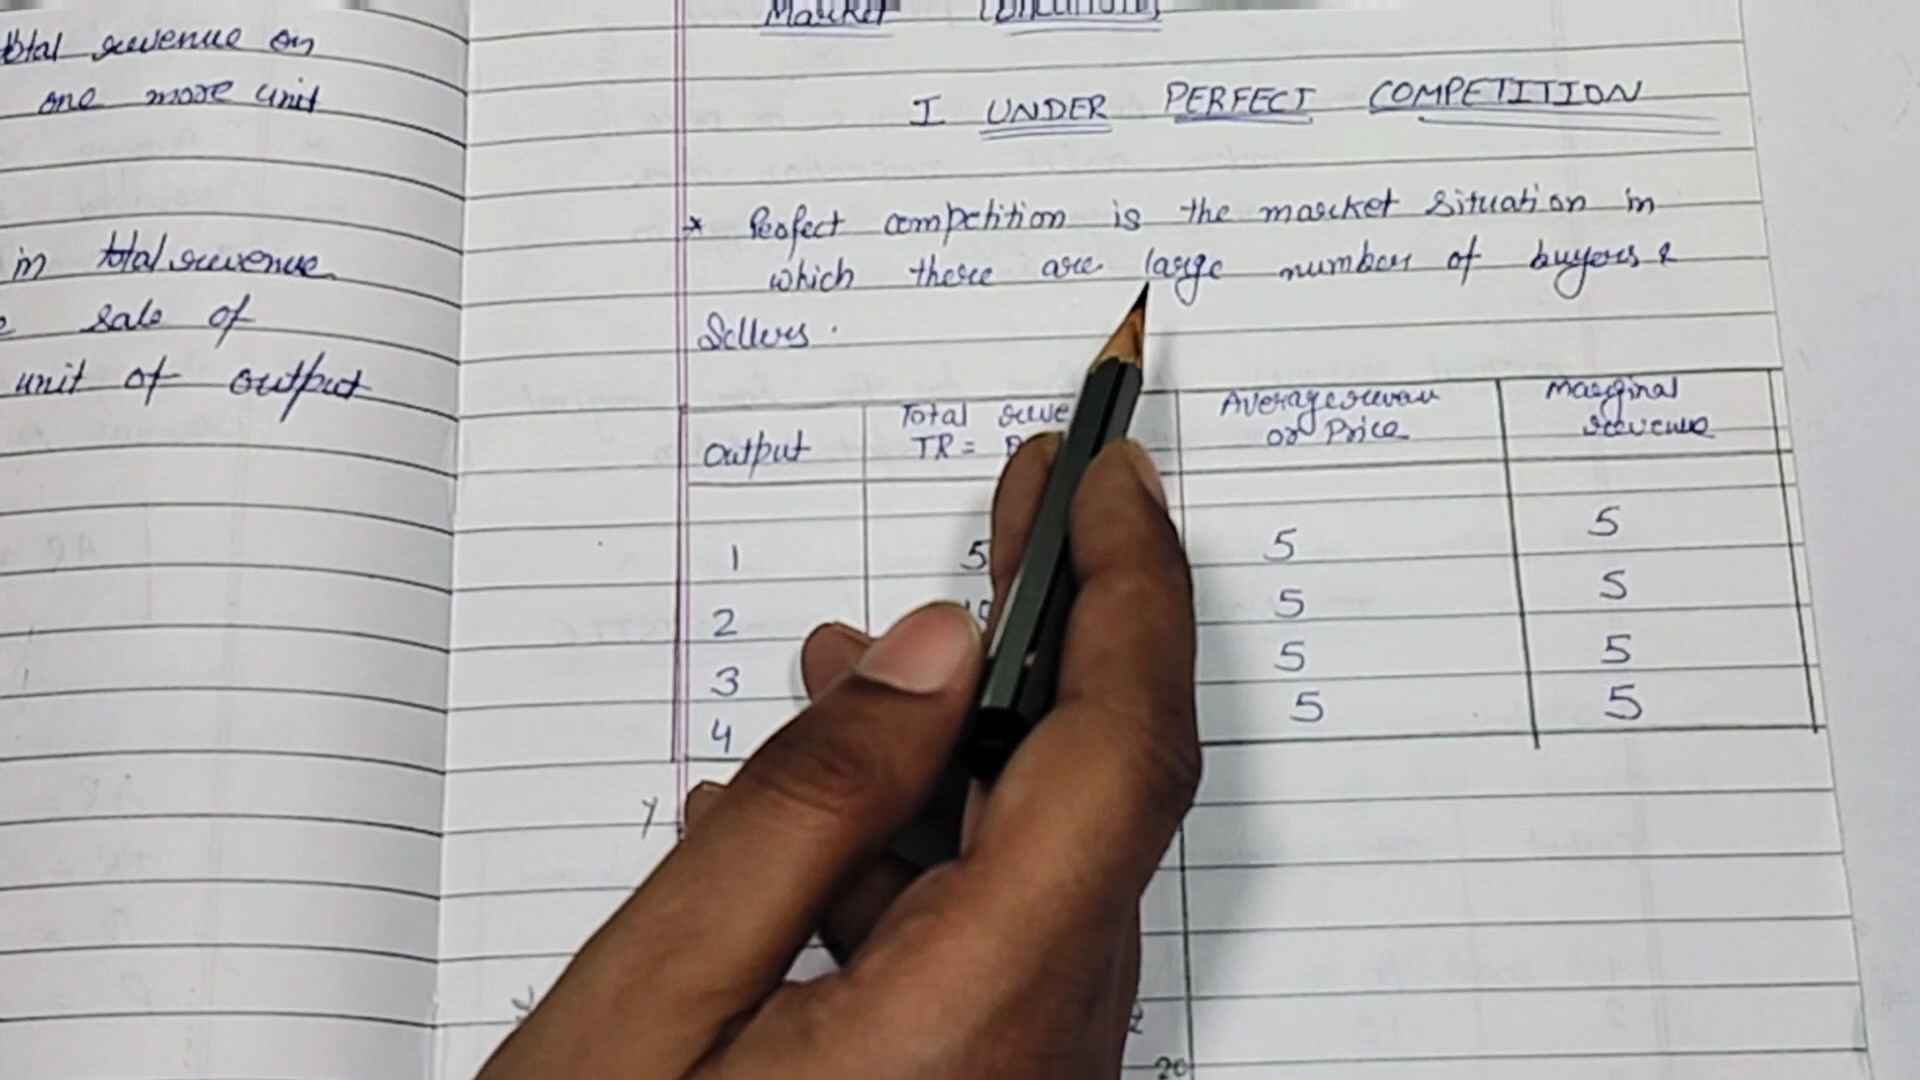 total revenue on
one more unit
in total revenue
sale of
unit of output
Market
I UNDER PERFECT COMPETITION
* Perfect competition is the market situation in
which there are large number of buyers &
Sellers.
Output
Total
TR =
Average revenue
or Price
Marginal
revenue
1 5 5 5
2 5 5
3 5 5
4 5 5
Y
20